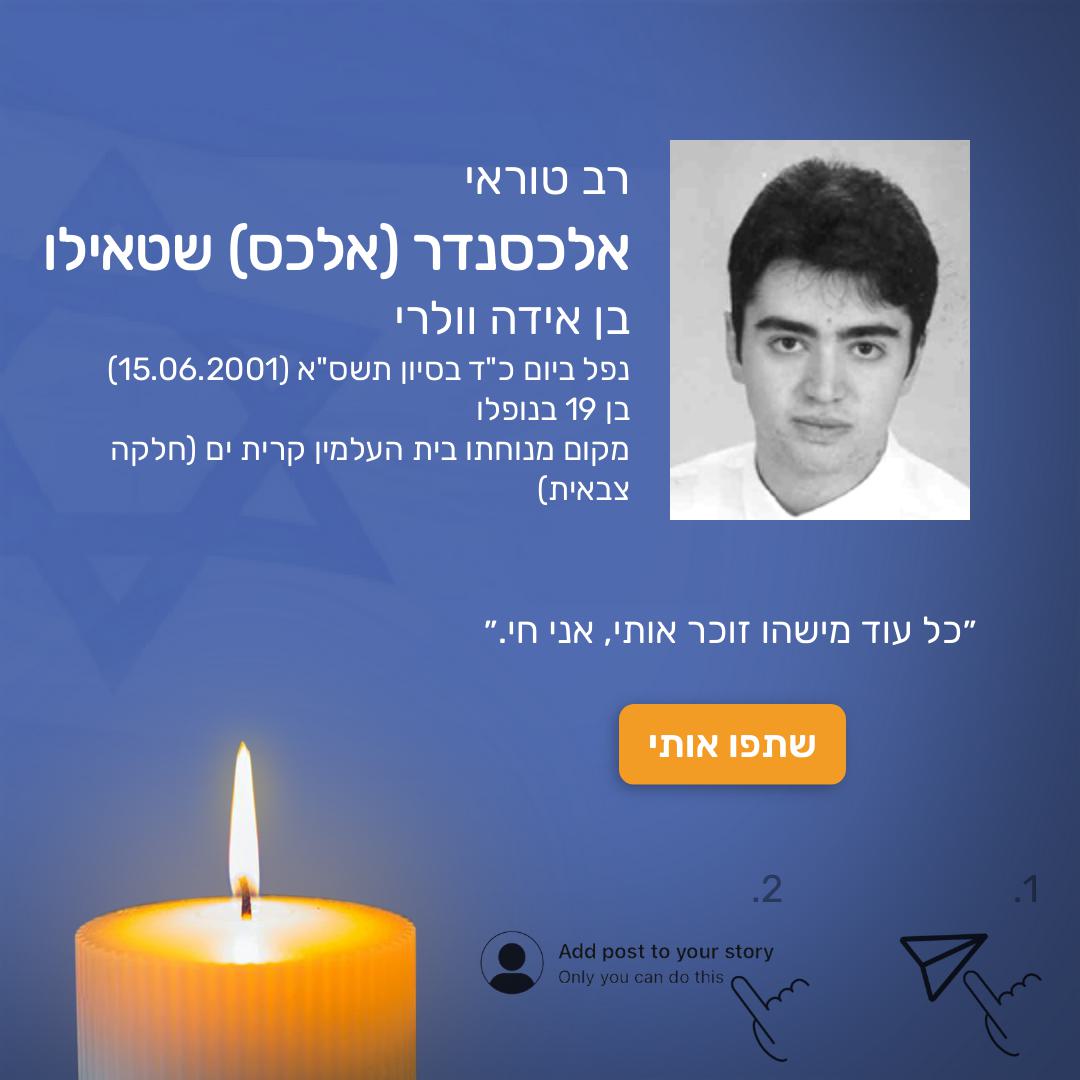 רב טוראי
אלכסנדר (אלכס) שטאילו
בן אידה וולרי
נפל ביום כ"ד בסיון תשס"א (15.06.2001)
בן 19 בנופלו
מקום מנוחתו בית העלמין קרית ים (חלקה
צבאית)
״כל עוד מישהו זוכר אותי, אני חי.״
שתפו אותי
1.
2.
Add post to your story
Only you can do this